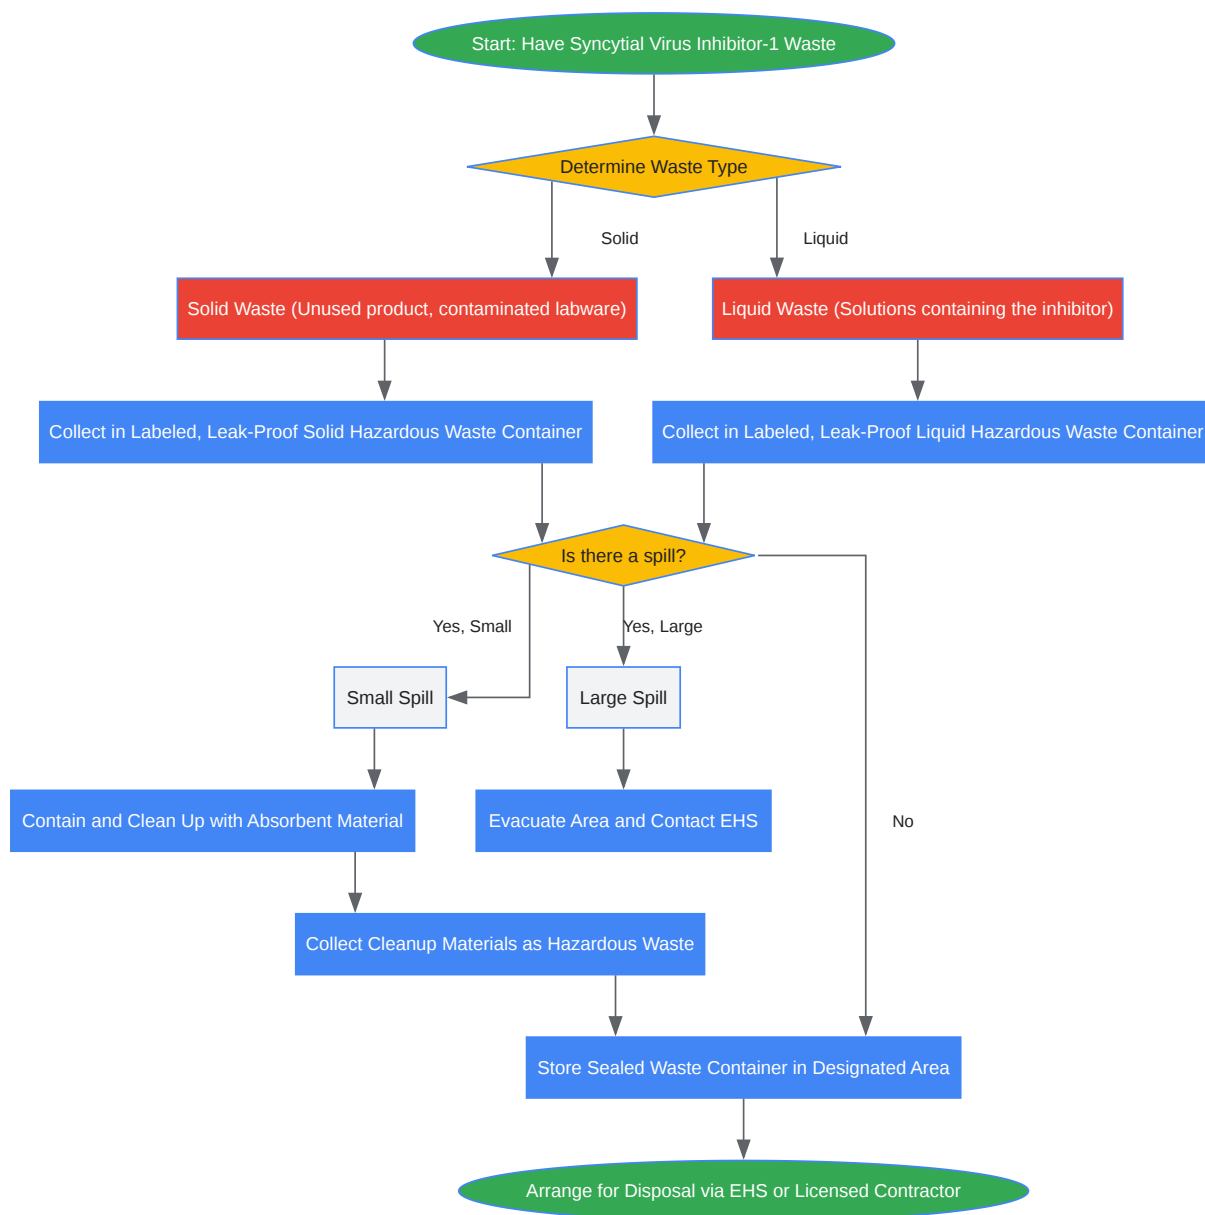 Start: Have Syncytial Virus Inhibitor-1 Waste
Determine Waste Type
Solid
Liquid
Solid Waste (Unused product, contaminated labware)
Liquid Waste (Solutions containing the inhibitor)
Collect in Labeled, Leak-Proof Solid Hazardous Waste Container
Collect in Labeled, Leak-Proof Liquid Hazardous Waste Container
Is there a spill?
Yes, Small
Yes, Large
Small Spill
Large Spill
Contain and Clean Up with Absorbent Material
Evacuate Area and Contact EHS
No
Collect Cleanup Materials as Hazardous Waste
Store Sealed Waste Container in Designated Area
Arrange for Disposal via EHS or Licensed Contractor